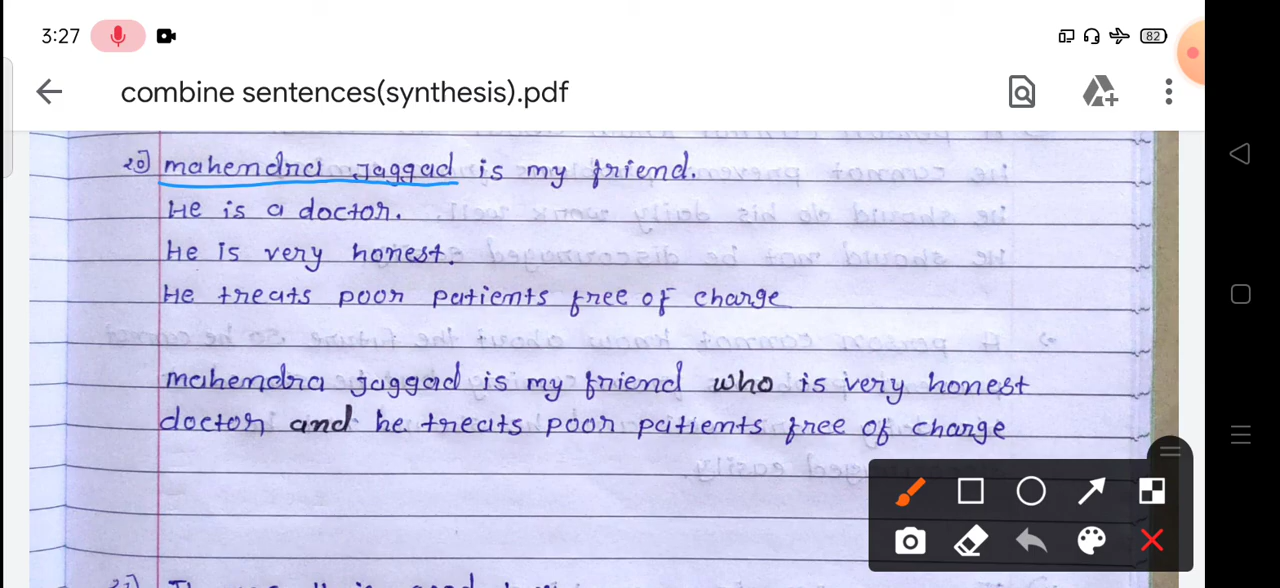 3:27
82
combine sentences(synthesis).pdf
20) mahendra Jaggad is my friend.
He is a doctor.
He is very honest.
He treats poor patients free of charge
mahendra jaggad is my friend who is very honest
doctor and he treats poor patients free of charge